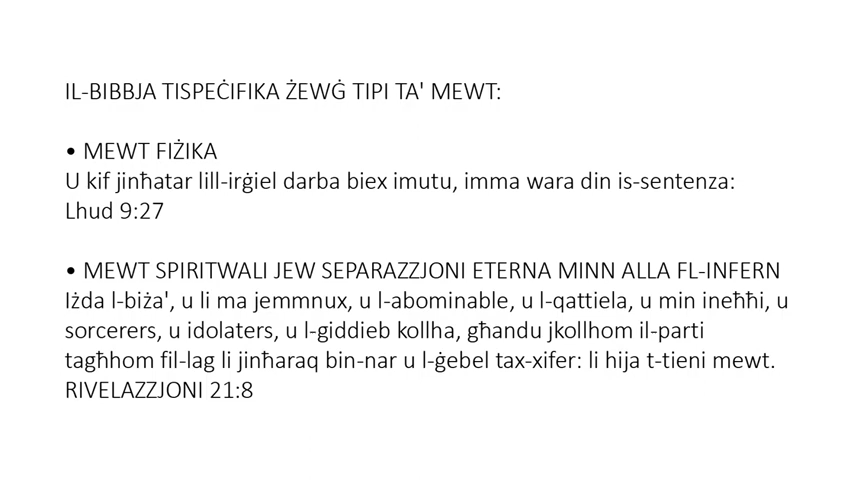 IL-BIBBJA TISPEĊIFIKA ŻEWĠ TIPI TA' MEWT:
• MEWT FIŻIKA
U kif jinħatar lill-irġiel darba biex imutu, imma wara din is-sentenza:
Lhud 9:27
• MEWT SPIRITWALI JEW SEPARAZZJONI ETERNA MINN ALLA FL-INFERN
Iżda l-biża', u li ma jemmnux, u l-abominable, u l-qattiela, u min ineħħi, u
sorcerers, u idolaters, u l-giddieb kollha, għandu jkollhom il-parti
tagħhom fil-lag li jinħaraq bin-nar u l-ġebel tax-xifer: li hija t-tieni mewt.
RIVELAZZJONI 21:8